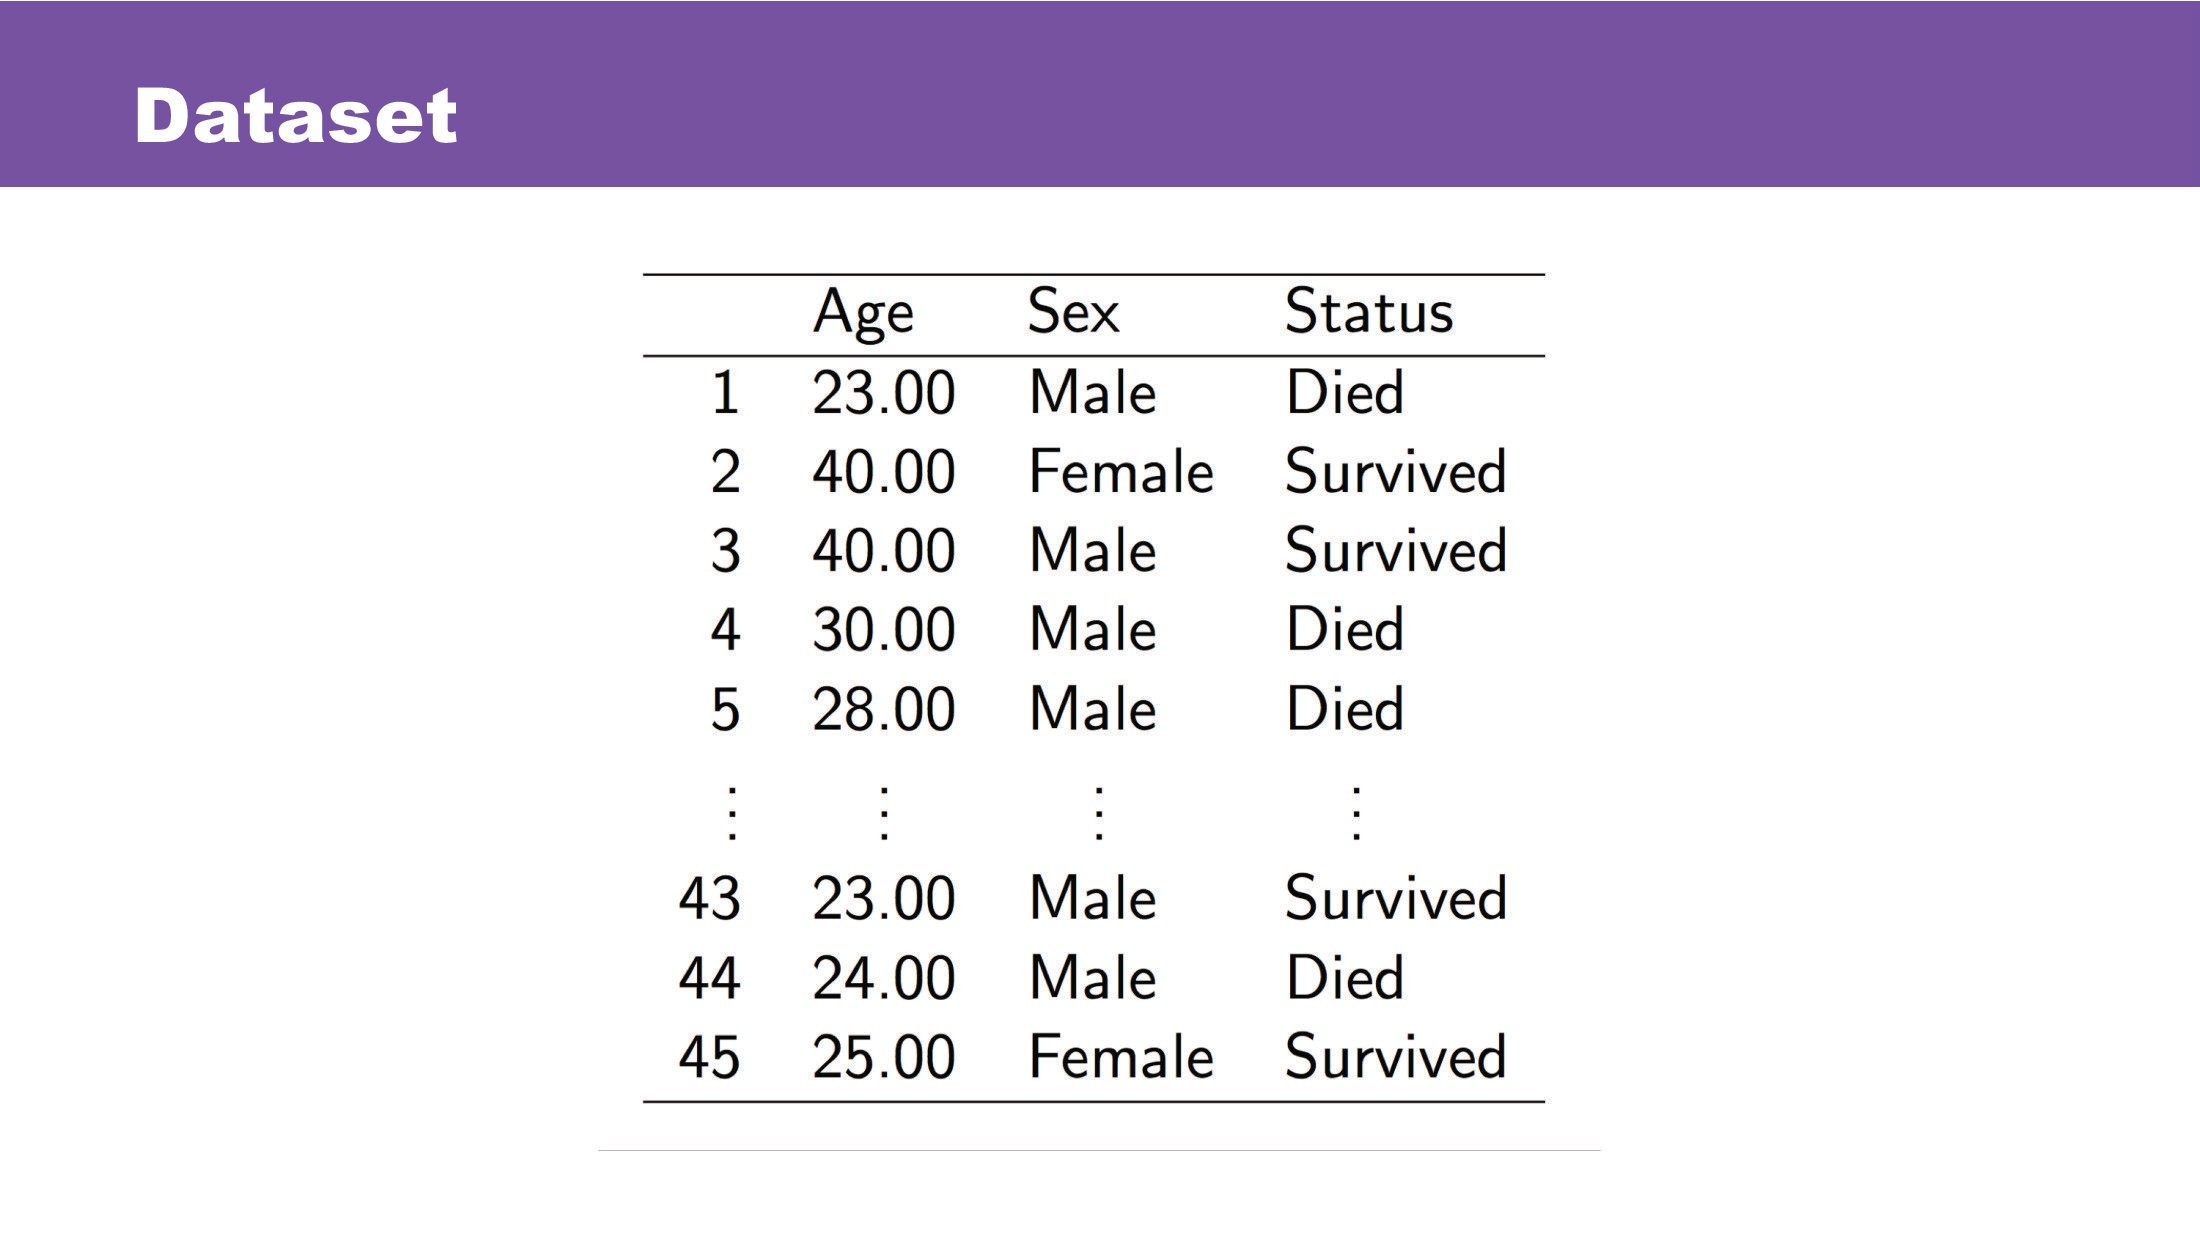 Dataset
Age Sex Status
1 23.00 Male Died
2 40.00 Female Survived
3 40.00 Male Survived
4 30.00 Male Died
5 28.00 Male Died
⋮ ⋮ ⋮ ⋮
43 23.00 Male Survived
44 24.00 Male Died
45 25.00 Female Survived